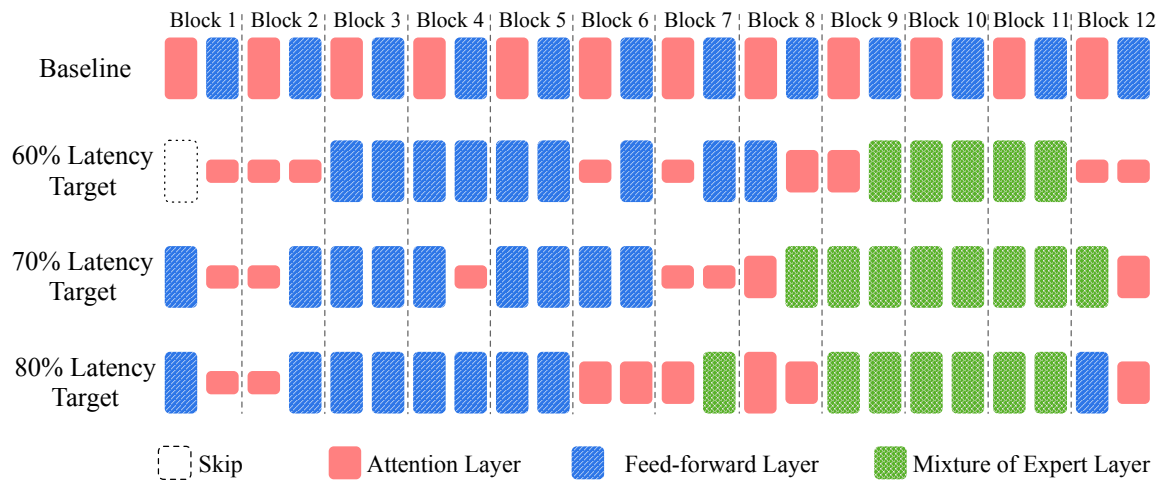 Block 1 Block 2 Block 3 Block 4 Block 5 Block 6 Block 7 Block 8 Block 9 Block 10 Block 11 Block 12
Baseline
60% Latency
Target
70% Latency
Target
80% Latency
Target
Skip Attention Layer Feed-forward Layer Mixture of Expert Layer